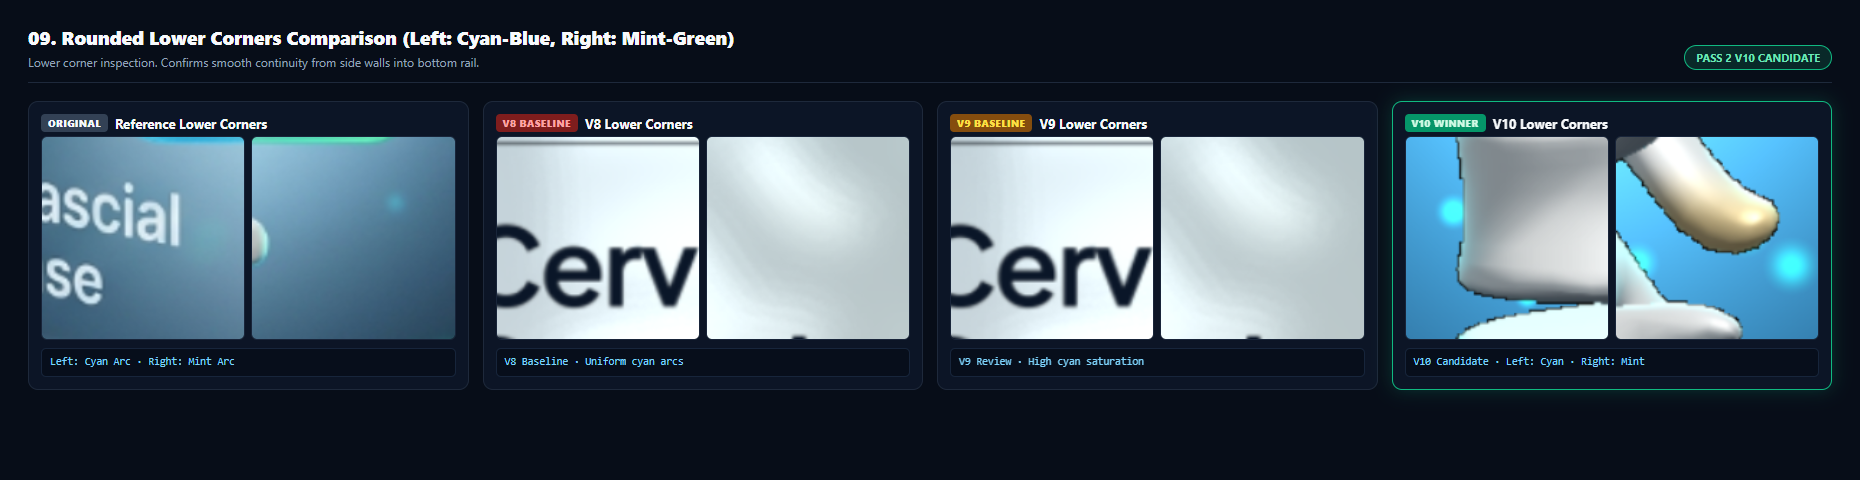 09. Rounded Lower Corners Comparison (Left: Cyan-Blue, Right: Mint-Green)
Lower corner inspection. Confirms smooth continuity from side walls into bottom rail.
PASS 2 V10 CANDIDATE
ORIGINAL Reference Lower Corners
ascial
se
Left: Cyan Arc · Right: Mint Arc
V8 BASELINE V8 Lower Corners
Cerv
V8 Baseline · Uniform cyan arcs
V9 BASELINE V9 Lower Corners
Cerv
V9 Review · High cyan saturation
V10 WINNER V10 Lower Corners
V10 Candidate · Left: Cyan · Right: Mint